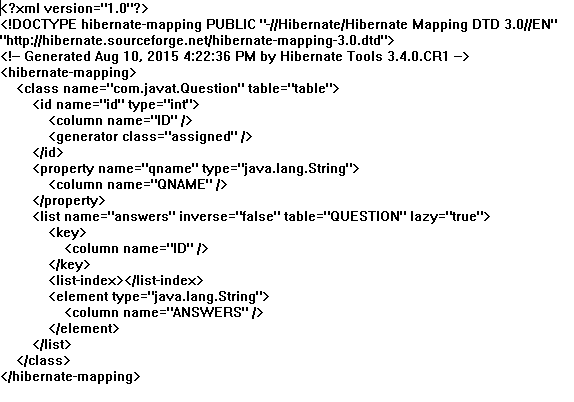 <?xml version="1.0"?>
<!DOCTYPE hibernate-mapping PUBLIC "-//Hibernate/Hibernate Mapping DTD 3.0//EN"
"http://hibernate.sourceforge.net/hibernate-mapping-3.0.dtd">
<!-- Generated Aug 10, 2015 4:22:36 PM by Hibernate Tools 3.4.0.CR1 -->
<hibernate-mapping>
    <class name="com.javat.Question" table="table">
        <id name="id" type="int">
            <column name="ID" />
            <generator class="assigned" />
        </id>
        <property name="qname" type="java.lang.String">
            <column name="QNAME" />
        </property>
        <list name="answers" inverse="false" table="QUESTION" lazy="true">
            <key>
                <column name="ID" />
            </key>
            <list-index></list-index>
            <element type="java.lang.String">
                <column name="ANSWERS" />
            </element>
        </list>
    </class>
</hibernate-mapping>